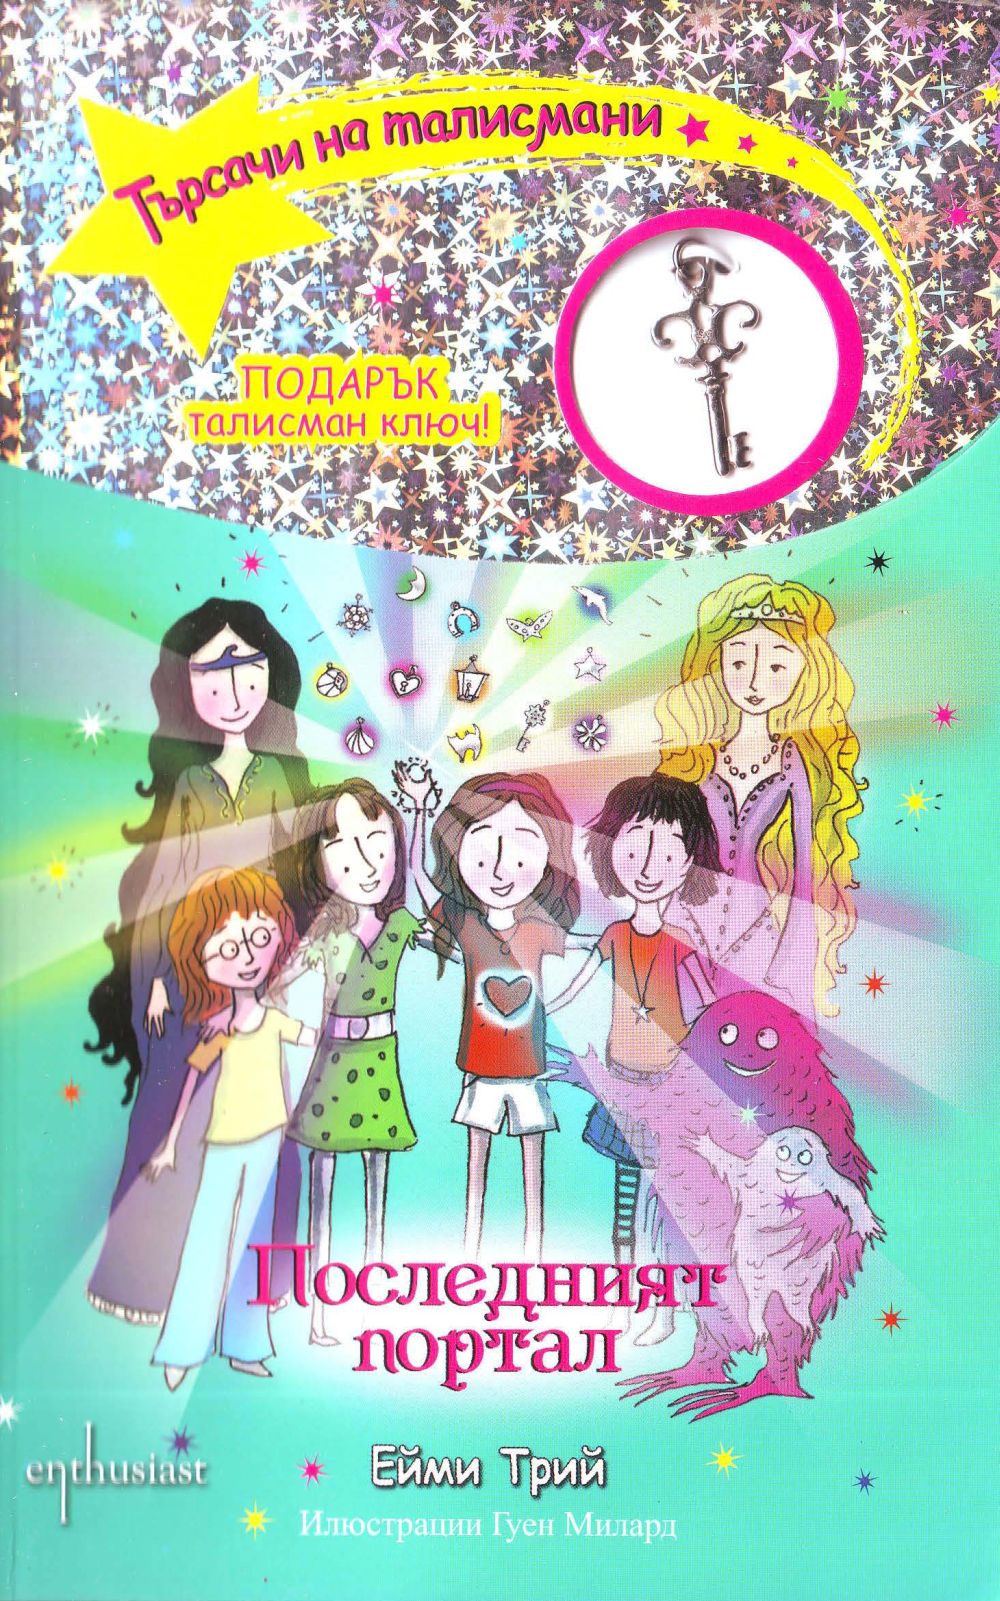 Търсачи на талисмани
ПОДАРЪК
талисман ключ!
Последният
портал
enthusiast
Ейми Трий
Илюстрации Гуен Милард